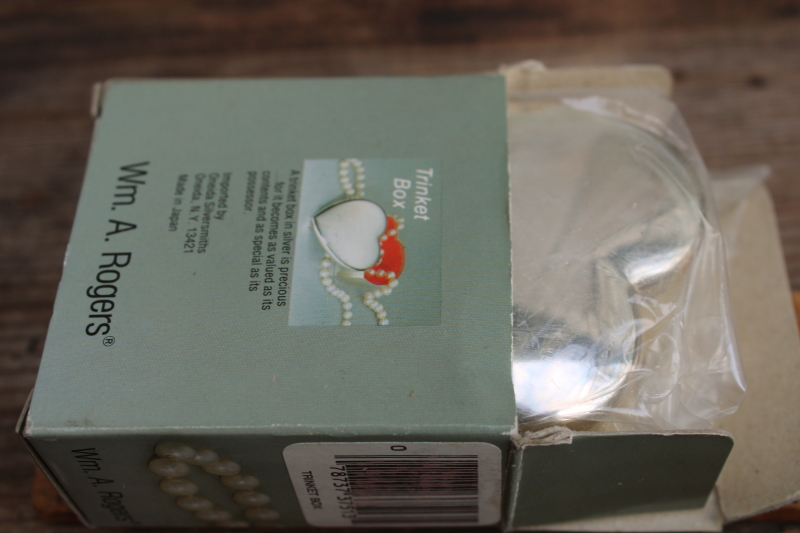 Trinket
Box
A trinket box in silver is precious
for it becomes as valued as its
contents and as special as its
possessor.
Imported by
Oneida Silversmiths
Oneida, N.Y. 13421
Made in Japan
Wm. A. Rogers®
Wm. A. Rogers®
0
TRINKET BOX